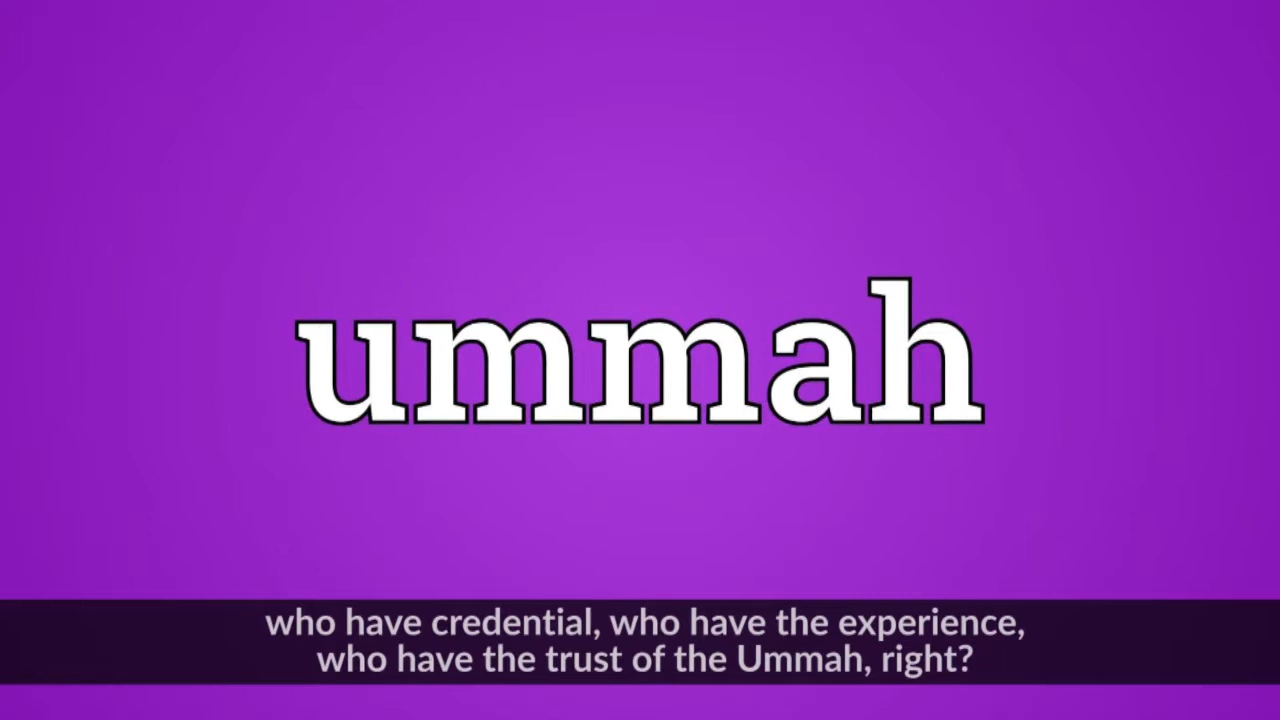 ummah
who have credential, who have the experience,
who have the trust of the Ummah, right?